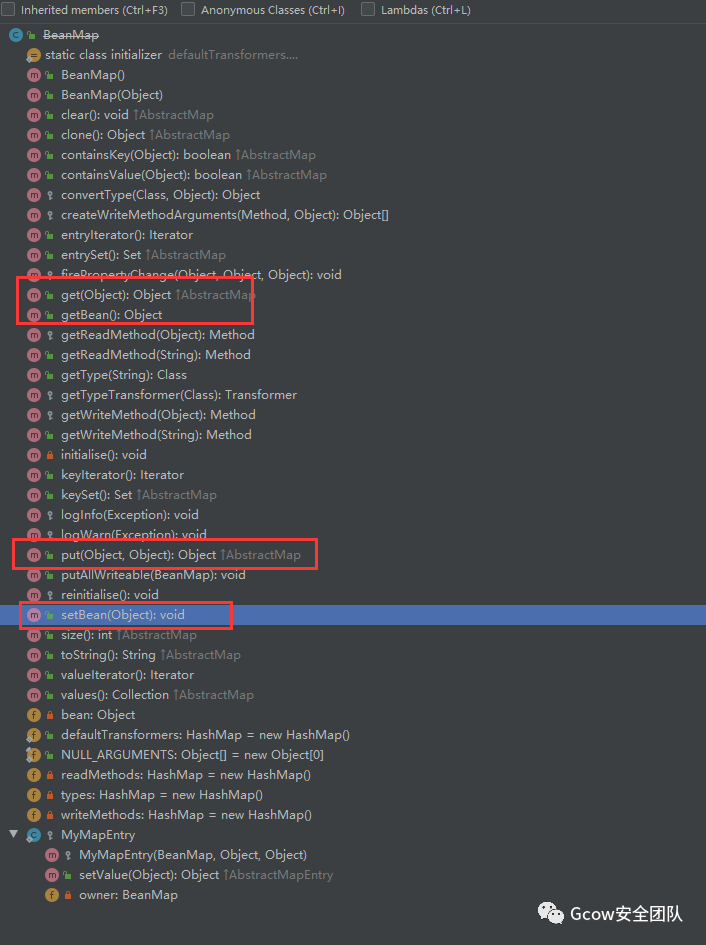 Inherited members (Ctrl+F3) Anonymous Classes (Ctrl+I) Lambdas (Ctrl+L)
BeanMap
static class initializer defaultTransformers....
BeanMap()
BeanMap(Object)
clear(): void ↑AbstractMap
clone(): Object ↑AbstractMap
containsKey(Object): boolean ↑AbstractMap
containsValue(Object): boolean ↑AbstractMap
convertType(Class, Object): Object
createWriteMethodArguments(Method, Object): Object[]
entryIterator(): Iterator
entrySet(): Set ↑AbstractMap
firePropertyChange(Object, Object, Object): void
get(Object): Object ↑AbstractMap
getBean(): Object
getReadMethod(Object): Method
getReadMethod(String): Method
getType(String): Class
getTypeTransformer(Class): Transformer
getWriteMethod(Object): Method
getWriteMethod(String): Method
initialise(): void
keyIterator(): Iterator
keySet(): Set ↑AbstractMap
logInfo(Exception): void
logWarn(Exception): void
put(Object, Object): Object ↑AbstractMap
putAllWriteable(BeanMap): void
reinitialise(): void
setBean(Object): void
size(): int ↑AbstractMap
toString(): String ↑AbstractMap
valueIterator(): Iterator
values(): Collection ↑AbstractMap
bean: Object
defaultTransformers: HashMap = new HashMap()
NULL_ARGUMENTS: Object[] = new Object[0]
readMethods: HashMap = new HashMap()
types: HashMap = new HashMap()
writeMethods: HashMap = new HashMap()
MyMapEntry
MyMapEntry(BeanMap, Object, Object)
setValue(Object): Object ↑AbstractMapEntry
owner: BeanMap
Gcow安全团队